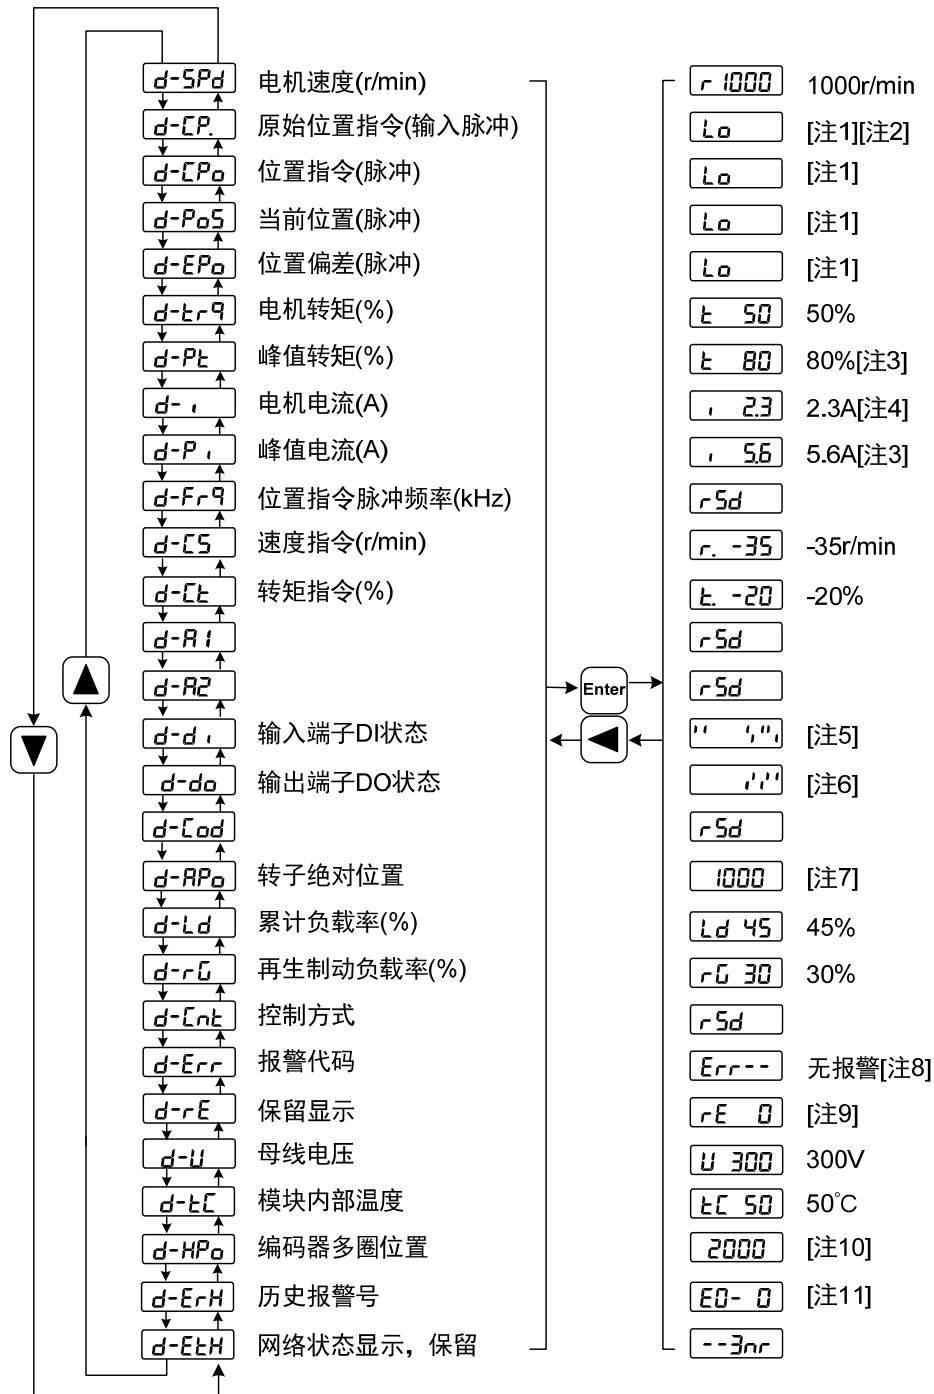 d-SPd 电机速度(r/min) r 1000 1000r/min
d-CP. 原始位置指令(输入脉冲) Lo [注1][注2]
d-CPo 位置指令(脉冲) Lo [注1]
d-PoS 当前位置(脉冲) Lo [注1]
d-EPo 位置偏差(脉冲) Lo [注1]
d-trq 电机转矩(%) t 50 50%
d-Pt 峰值转矩(%) t 80 80%[注3]
d-i 电机电流(A) i 2.3 2.3A[注4]
d-Pi 峰值电流(A) i 5.6 5.6A[注3]
d-Frq 位置指令脉冲频率(kHz) rSd
d-CS 速度指令(r/min) r. -35 -35r/min
d-Ct 转矩指令(%) t. -20 -20%
d-A1 rSd
d-A2 rSd
Enter
d-di 输入端子DI状态 [注5]
d-do 输出端子DO状态 [注6]
d-Cod rSd
d-APo 转子绝对位置 1000 [注7]
d-Ld 累计负载率(%) Ld 45 45%
d-rG 再生制动负载率(%) rG 30 30%
d-Cnt 控制方式 rSd
d-Err 报警代码 Err-- 无报警[注8]
d-rE 保留显示 rE 0 [注9]
d-U 母线电压 U 300 300V
d-tC 模块内部温度 tC 50 50℃
d-HPo 编码器多圈位置 2000 [注10]
d-ErH 历史报警号 E0- 0 [注11]
d-EtH 网络状态显示，保留 --3nr